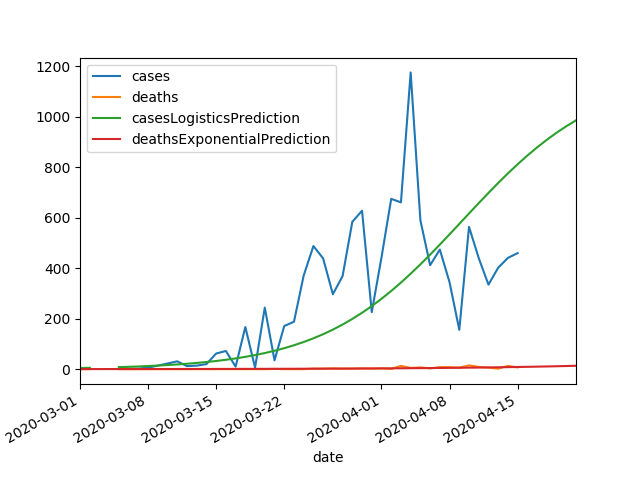 1200
1000
800
600
400
200
0
cases
deaths
casesLogisticsPrediction
deathsExponentialPrediction
2020-03-01
2020-03-08
2020-03-15
2020-03-22
2020-04-01
2020-04-08
2020-04-15
date